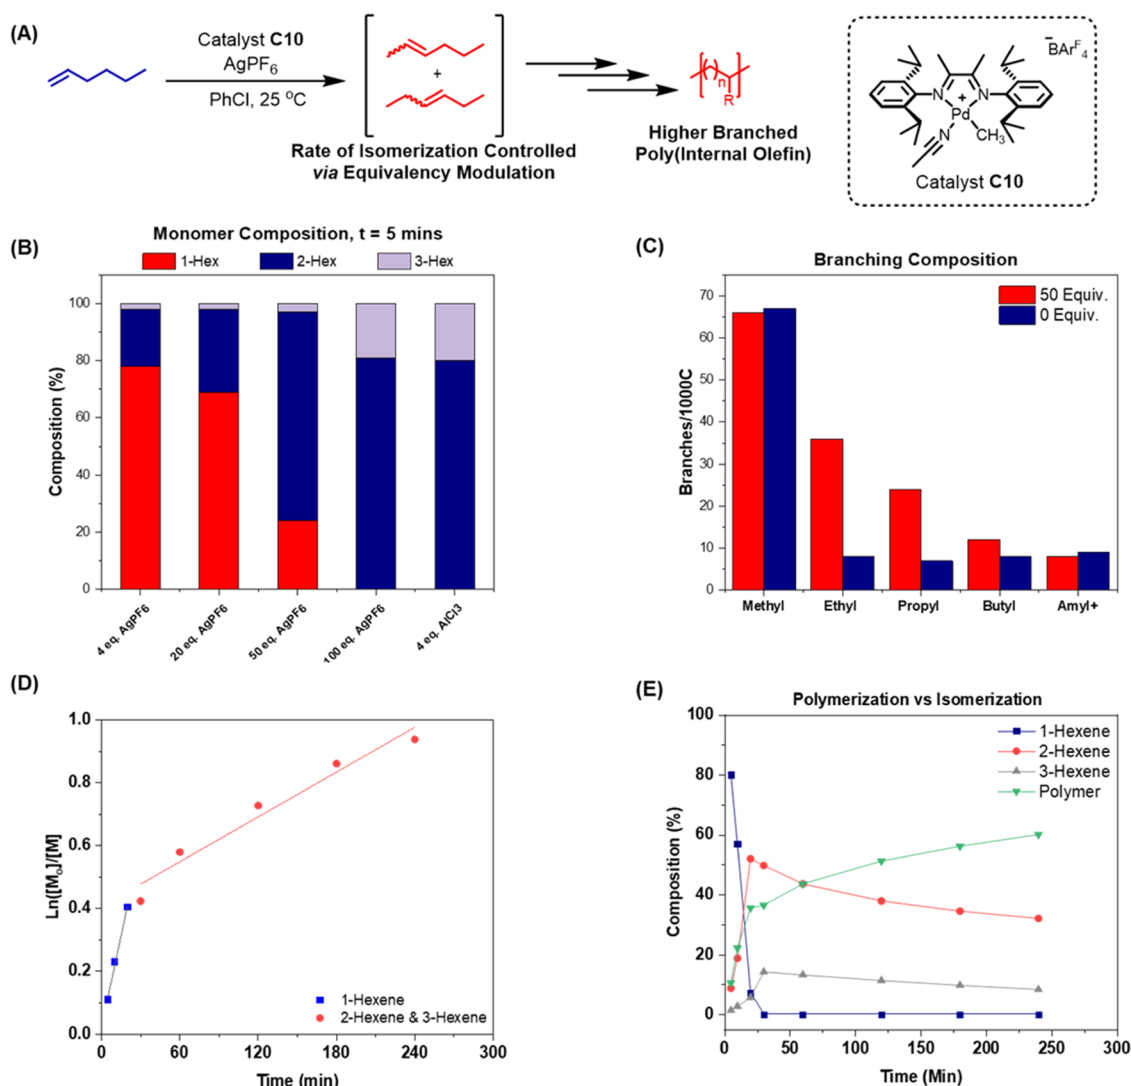 (A)
Catalyst C10
AgPF6
PhCl, 25 °C
+
Rate of Isomerization Controlled
via Equivalency Modulation
n
R
Higher Branched
Poly(Internal Olefin)
BArF4
N
N
+
Pd
N
CH3
Catalyst C10
(B)
Monomer Composition, t = 5 mins
1-Hex
2-Hex
3-Hex
Composition (%)
100
80
60
40
20
0
4 eq. AgPF6
20 eq. AgPF6
50 eq. AgPF6
100 eq. AgPF6
4 eq. AlCl3
(C)
Branching Composition
50 Equiv.
0 Equiv.
Branches/1000C
70
60
50
40
30
20
10
0
Methyl
Ethyl
Propyl
Butyl
Amyl+
(D)
Ln([Mo]/[M]
1.0
0.8
0.6
0.4
0.2
0.0
1-Hexene
2-Hexene & 3-Hexene
0 60 120 180 240 300
Time (min)
(E)
Polymerization vs Isomerization
1-Hexene
2-Hexene
3-Hexene
Polymer
Composition (%)
100
80
60
40
20
0
0 50 100 150 200 250 300
Time (Min)